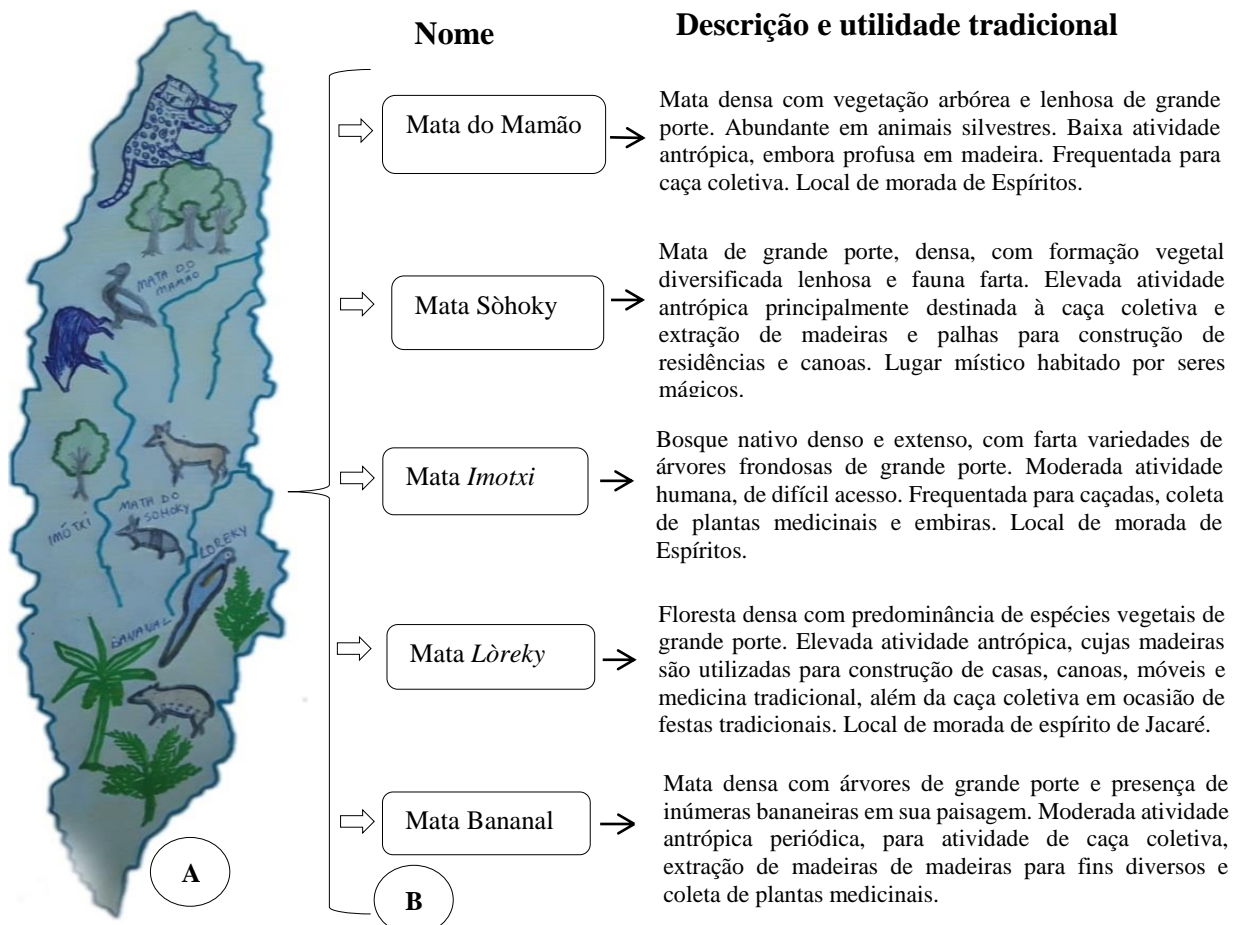 Nome
Descrição e utilidade tradicional
MATA DO
MAMÃO
IMÓTXI
MATA DO
SOHOKY
LOREKY
BANANAL
A
B
Mata do Mamão
Mata densa com vegetação arbórea e lenhosa de grande
porte. Abundante em animais silvestres. Baixa atividade
antrópica, embora profusa em madeira. Frequentada para
caça coletiva. Local de morada de Espíritos.
Mata Sòhoky
Mata de grande porte, densa, com formação vegetal
diversificada lenhosa e fauna farta. Elevada atividade
antrópica principalmente destinada à caça coletiva e
extração de madeiras e palhas para construção de
residências e canoas. Lugar místico habitado por seres
mágicos.
Mata Imotxi
Bosque nativo denso e extenso, com farta variedades de
árvores frondosas de grande porte. Moderada atividade
humana, de difícil acesso. Frequentada para caçadas, coleta
de plantas medicinais e embiras. Local de morada de
Espíritos.
Mata Lòreky
Floresta densa com predominância de espécies vegetais de
grande porte. Elevada atividade antrópica, cujas madeiras
são utilizadas para construção de casas, canoas, móveis e
medicina tradicional, além da caça coletiva em ocasião de
festas tradicionais. Local de morada de espírito de Jacaré.
Mata Bananal
Mata densa com árvores de grande porte e presença de
inúmeras bananeiras em sua paisagem. Moderada atividade
antrópica periódica, para atividade de caça coletiva,
extração de madeiras de madeiras para fins diversos e
coleta de plantas medicinais.